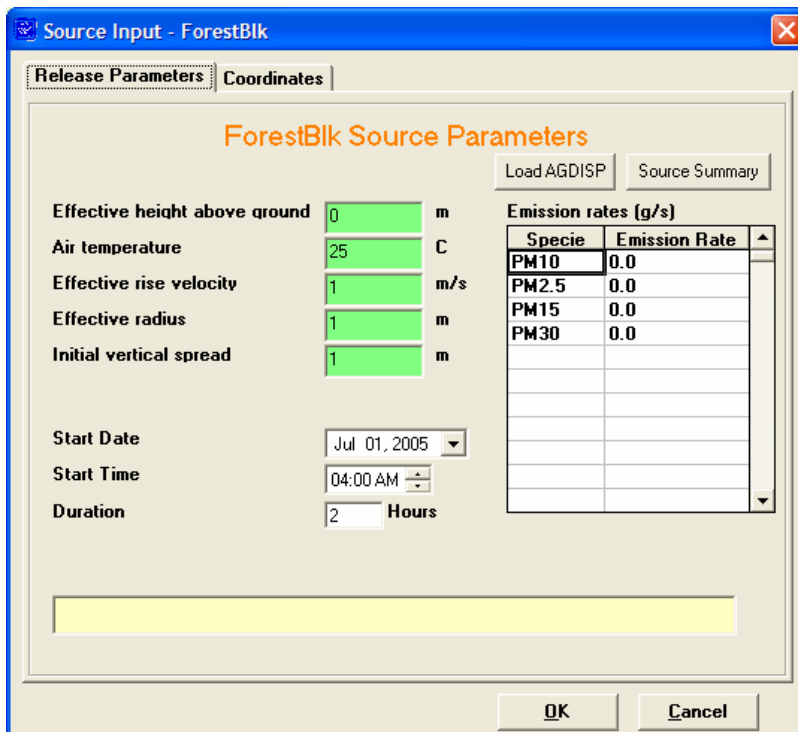 Source Input - ForestBlk
Release Parameters Coordinates
ForestBlk Source Parameters
Load AGDISP Source Summary
Effective height above ground 0 m
Emission rates (g/s)
Air temperature 25 C
Effective rise velocity 1 m/s
Effective radius 1 m
Initial vertical spread 1 m
Specie Emission Rate
PM10 0.0
PM2.5 0.0
PM15 0.0
PM30 0.0
Start Date Jul 01, 2005
Start Time 04:00 AM
Duration 2 Hours
OK Cancel